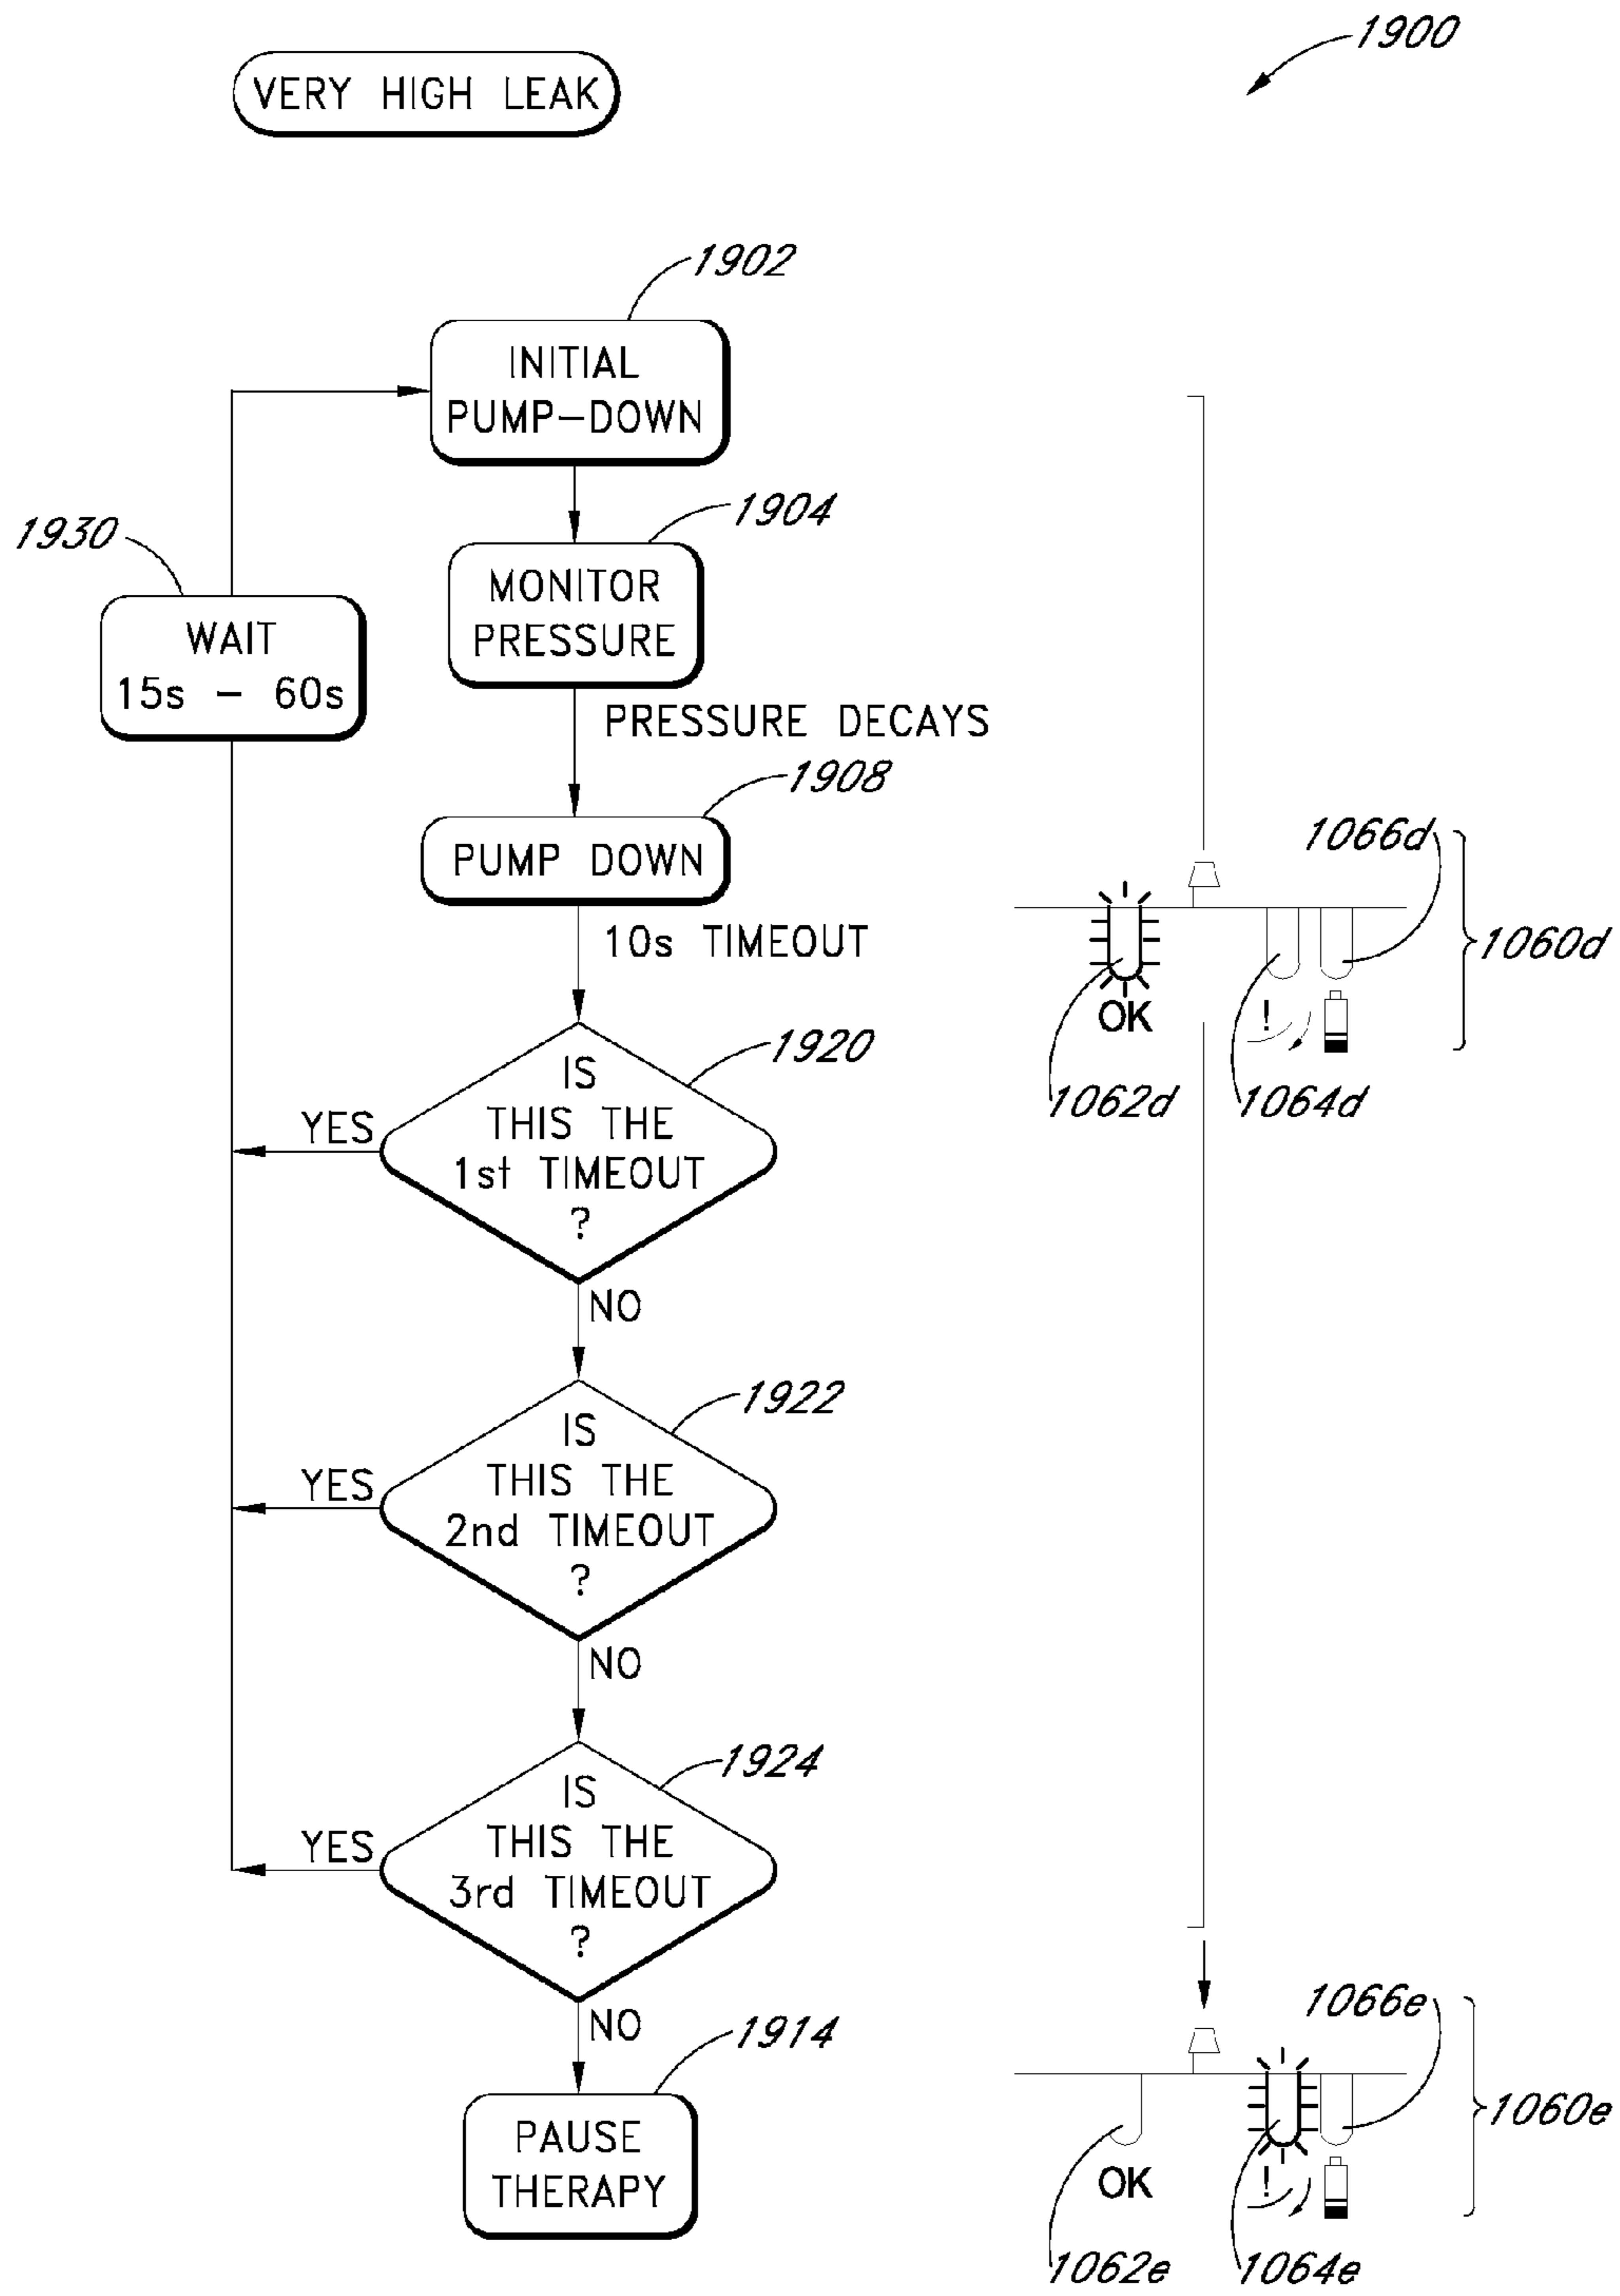 1900
VERY HIGH LEAK
1902
INITIAL
PUMP-DOWN
1904
MONITOR
PRESSURE
1930
WAIT
15s - 60s
PRESSURE DECAYS
1908
PUMP DOWN
10s TIMEOUT
1920
IS
THIS THE
1st TIMEOUT
?
YES
NO
1922
IS
THIS THE
2nd TIMEOUT
?
YES
NO
1924
IS
THIS THE
3rd TIMEOUT
?
YES
NO
1914
PAUSE
THERAPY
1066d
1060d
OK
!
1062d
1064d
1066e
1060e
OK
!
1062e
1064e